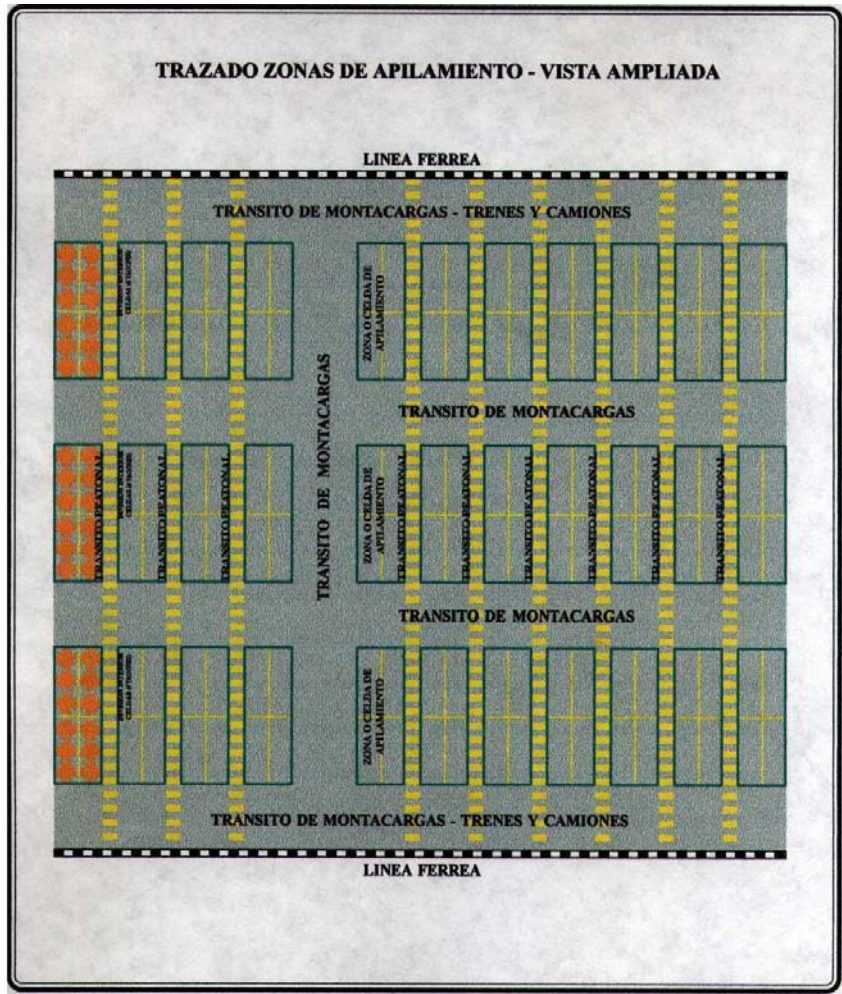 TRAZADO ZONAS DE APILAMIENTO - VISTA AMPLIADA
LINEA FERREA
TRANSITO DE MONTACARGAS - TRENES Y CAMIONES
ZONA O CELDA DE
APILAMIENTO
TRANSITO DE MONTACARGAS
TRANSITO DE MONTACARGAS
TRANSITO PEATONAL
TRANSITO PEATONAL
TRANSITO PEATONAL
ZONA O CELDA DE
APILAMIENTO
TRANSITO PEATONAL
TRANSITO PEATONAL
TRANSITO PEATONAL
TRANSITO PEATONAL
TRANSITO PEATONAL
TRANSITO PEATONAL
TRANSITO DE MONTACARGAS
ZONA O CELDA DE
APILAMIENTO
TRANSITO DE MONTACARGAS - TRENES Y CAMIONES
LINEA FERREA